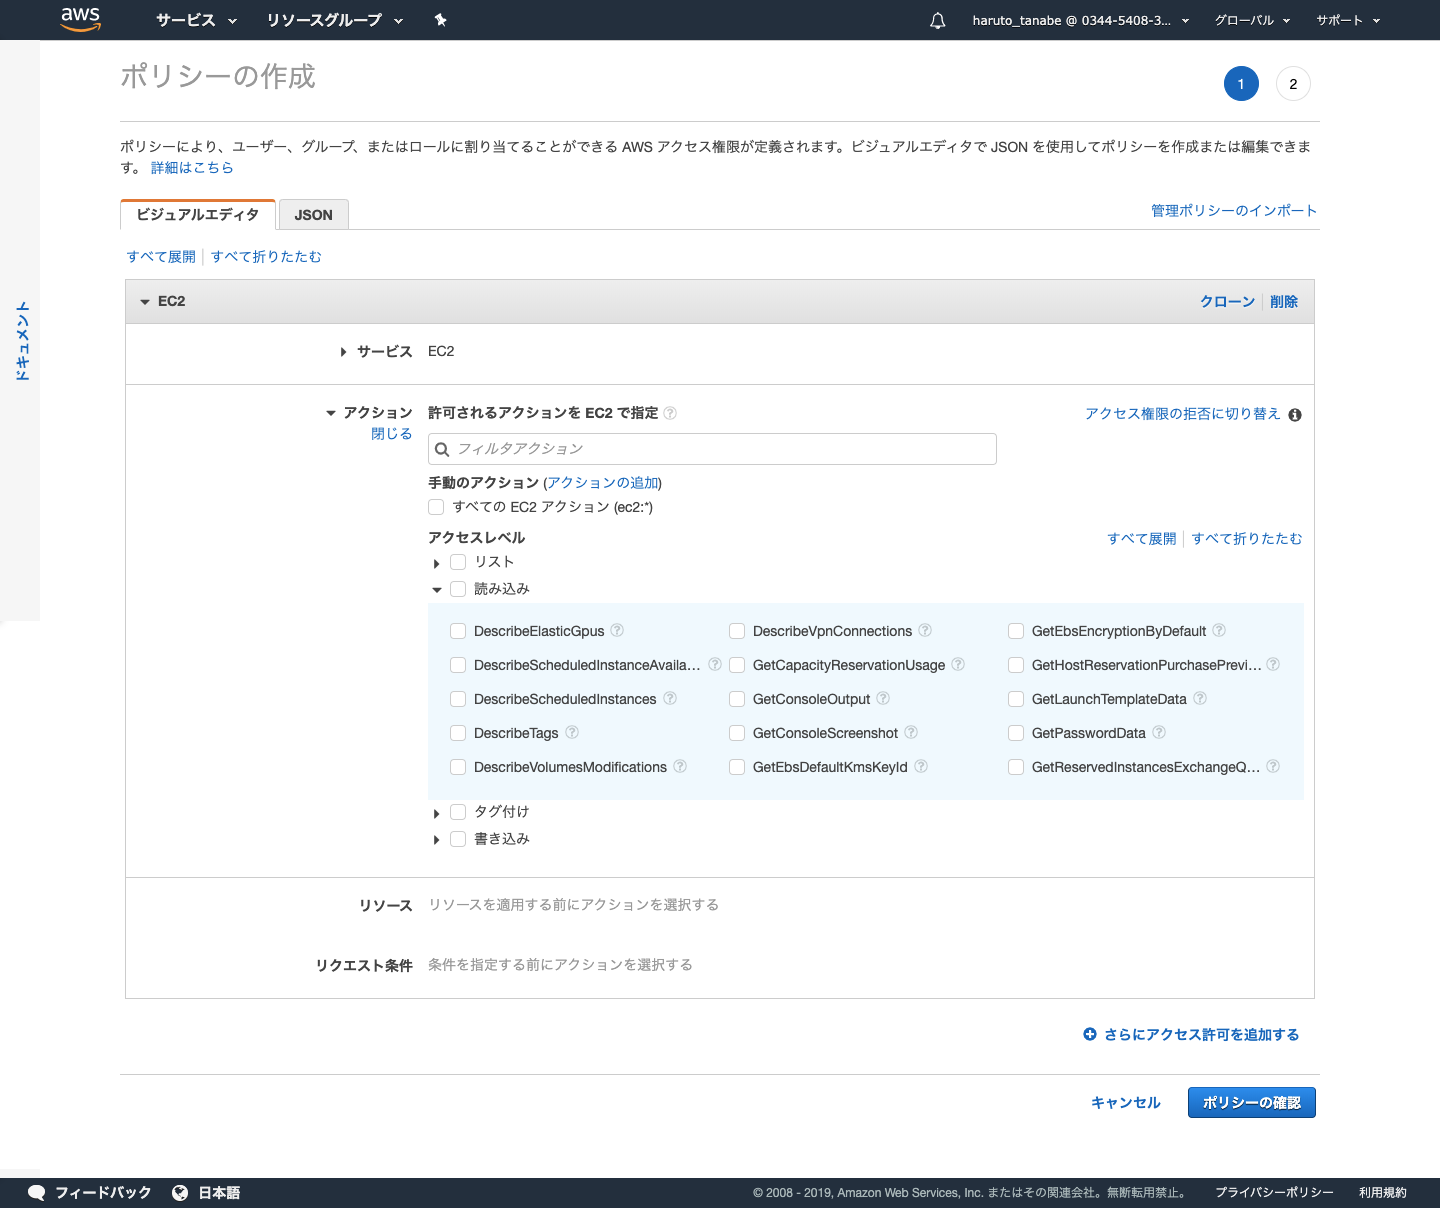 aws サービス リソースグループ haruto_tanabe @ 0344-5408-3... グローバル サポート
ポリシーの作成
1 2
ポリシーにより、ユーザー、グループ、またはロールに割り当てることができる AWS アクセス権限が定義されます。ビジュアルエディタで JSON を使用してポリシーを作成または編集できま
す。 詳細はこちら
ビジュアルエディタ JSON 管理ポリシーのインポート
すべて展開 すべて折りたたむ
ドキュメント
EC2 クローン 削除
サービス EC2
アクション 許可されるアクションを EC2 で指定 アクセス権限の拒否に切り替え
閉じる
フィルタアクション
手動のアクション (アクションの追加)
すべての EC2 アクション (ec2:*)
アクセスレベル すべて展開 すべて折りたたむ
リスト
読み込み
DescribeElasticGpus ? DescribeVpnConnections ? GetEbsEncryptionByDefault ?
DescribeScheduledInstanceAvaila... ? GetCapacityReservationUsage ? GetHostReservationPurchasePrevi... ?
DescribeScheduledInstances ? GetConsoleOutput ? GetLaunchTemplateData ?
DescribeTags ? GetConsoleScreenshot ? GetPasswordData ?
DescribeVolumesModifications ? GetEbsDefaultKmsKeyId ? GetReservedInstancesExchangeQ... ?
タグ付け
書き込み
リソース リソースを適用する前にアクションを選択する
リクエスト条件 条件を指定する前にアクションを選択する
さらにアクセス許可を追加する
キャンセル ポリシーの確認
フィードバック 日本語 © 2008 - 2019, Amazon Web Services, Inc. またはその関連会社。無断転用禁止。 プライバシーポリシー 利用規約